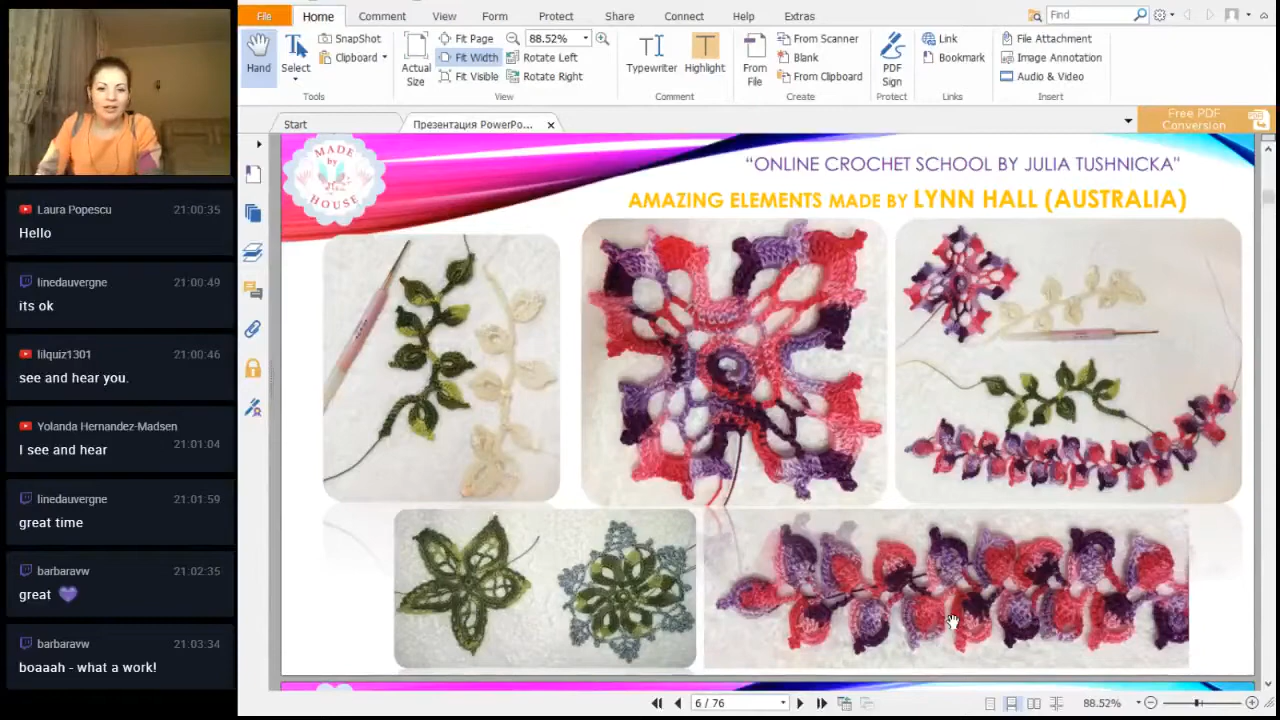 File
Home
Comment
View
Form
Protect
Share
Connect
Help
Extras
Find
Hand
Select
SnapShot
Clipboard
Tools
Actual
Size
Fit Page
Fit Width
Fit Visible
88.52%
Rotate Left
Rotate Right
View
Typewriter
Highlight
Comment
From
File
From Scanner
Blank
From Clipboard
Create
PDF
Sign
Protect
Link
Bookmark
Links
File Attachment
Image Annotation
Audio & Video
Insert
Start
Презентация PowerPo...
Free PDF
Conversion
MADE
by
HOUSE
"ONLINE CROCHET SCHOOL BY JULIA TUSHNICKA"
AMAZING ELEMENTS MADE BY LYNN HALL (AUSTRALIA)
Laura Popescu 21:00:35
Hello
linedauvergne 21:00:49
its ok
lilquiz1301 21:00:46
see and hear you.
Yolanda Hernandez-Madsen
21:01:04
I see and hear
linedauvergne 21:01:59
great time
barbaravw 21:02:35
great 💜
barbaravw 21:03:34
boaaah - what a work!
6 / 76
88.52%